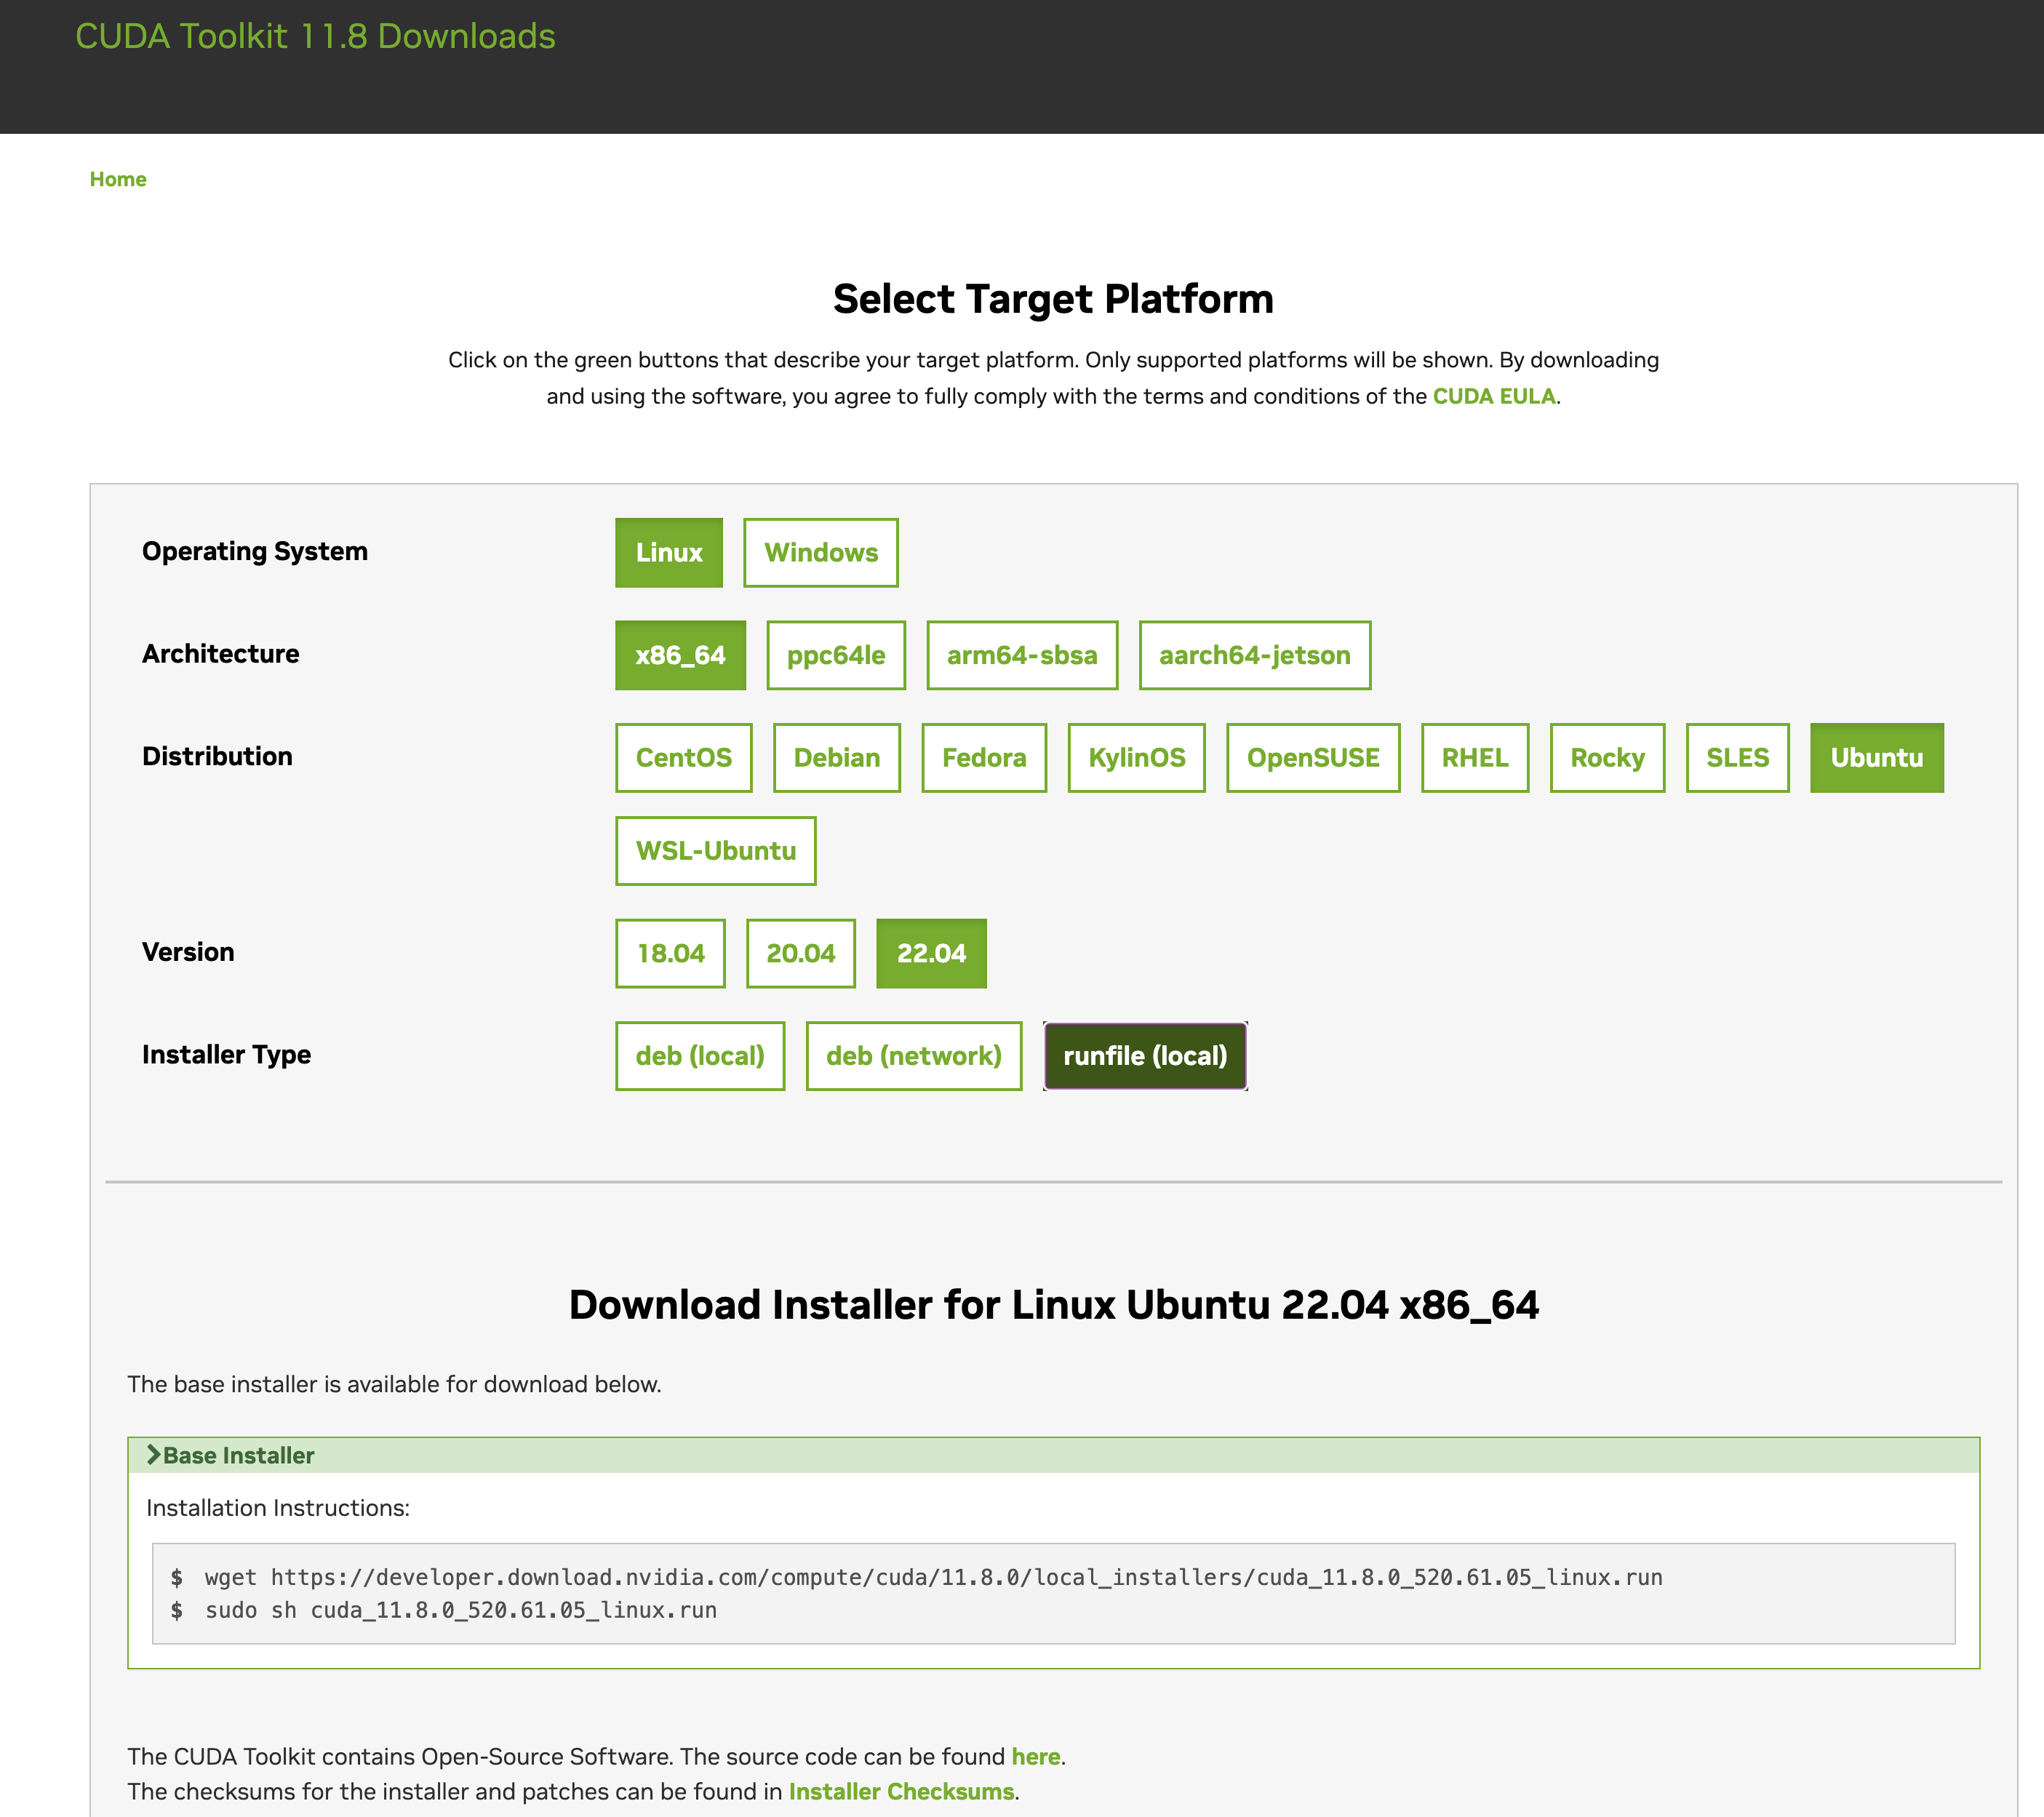 CUDA Toolkit 11.8 Downloads
Home
Select Target Platform
Click on the green buttons that describe your target platform. Only supported platforms will be shown. By downloading
and using the software, you agree to fully comply with the terms and conditions of the CUDA EULA.
Operating System
Linux Windows
Architecture
x86_64 ppc64le arm64-sbsa aarch64-jetson
Distribution
CentOS Debian Fedora KylinOS OpenSUSE RHEL Rocky SLES Ubuntu
WSL-Ubuntu
Version
18.04 20.04 22.04
Installer Type
deb (local) deb (network) runfile (local)
Download Installer for Linux Ubuntu 22.04 x86_64
The base installer is available for download below.
Base Installer
Installation Instructions:
$ wget https://developer.download.nvidia.com/compute/cuda/11.8.0/local_installers/cuda_11.8.0_520.61.05_linux.run
$ sudo sh cuda_11.8.0_520.61.05_linux.run
The CUDA Toolkit contains Open-Source Software. The source code can be found here.
The checksums for the installer and patches can be found in Installer Checksums.